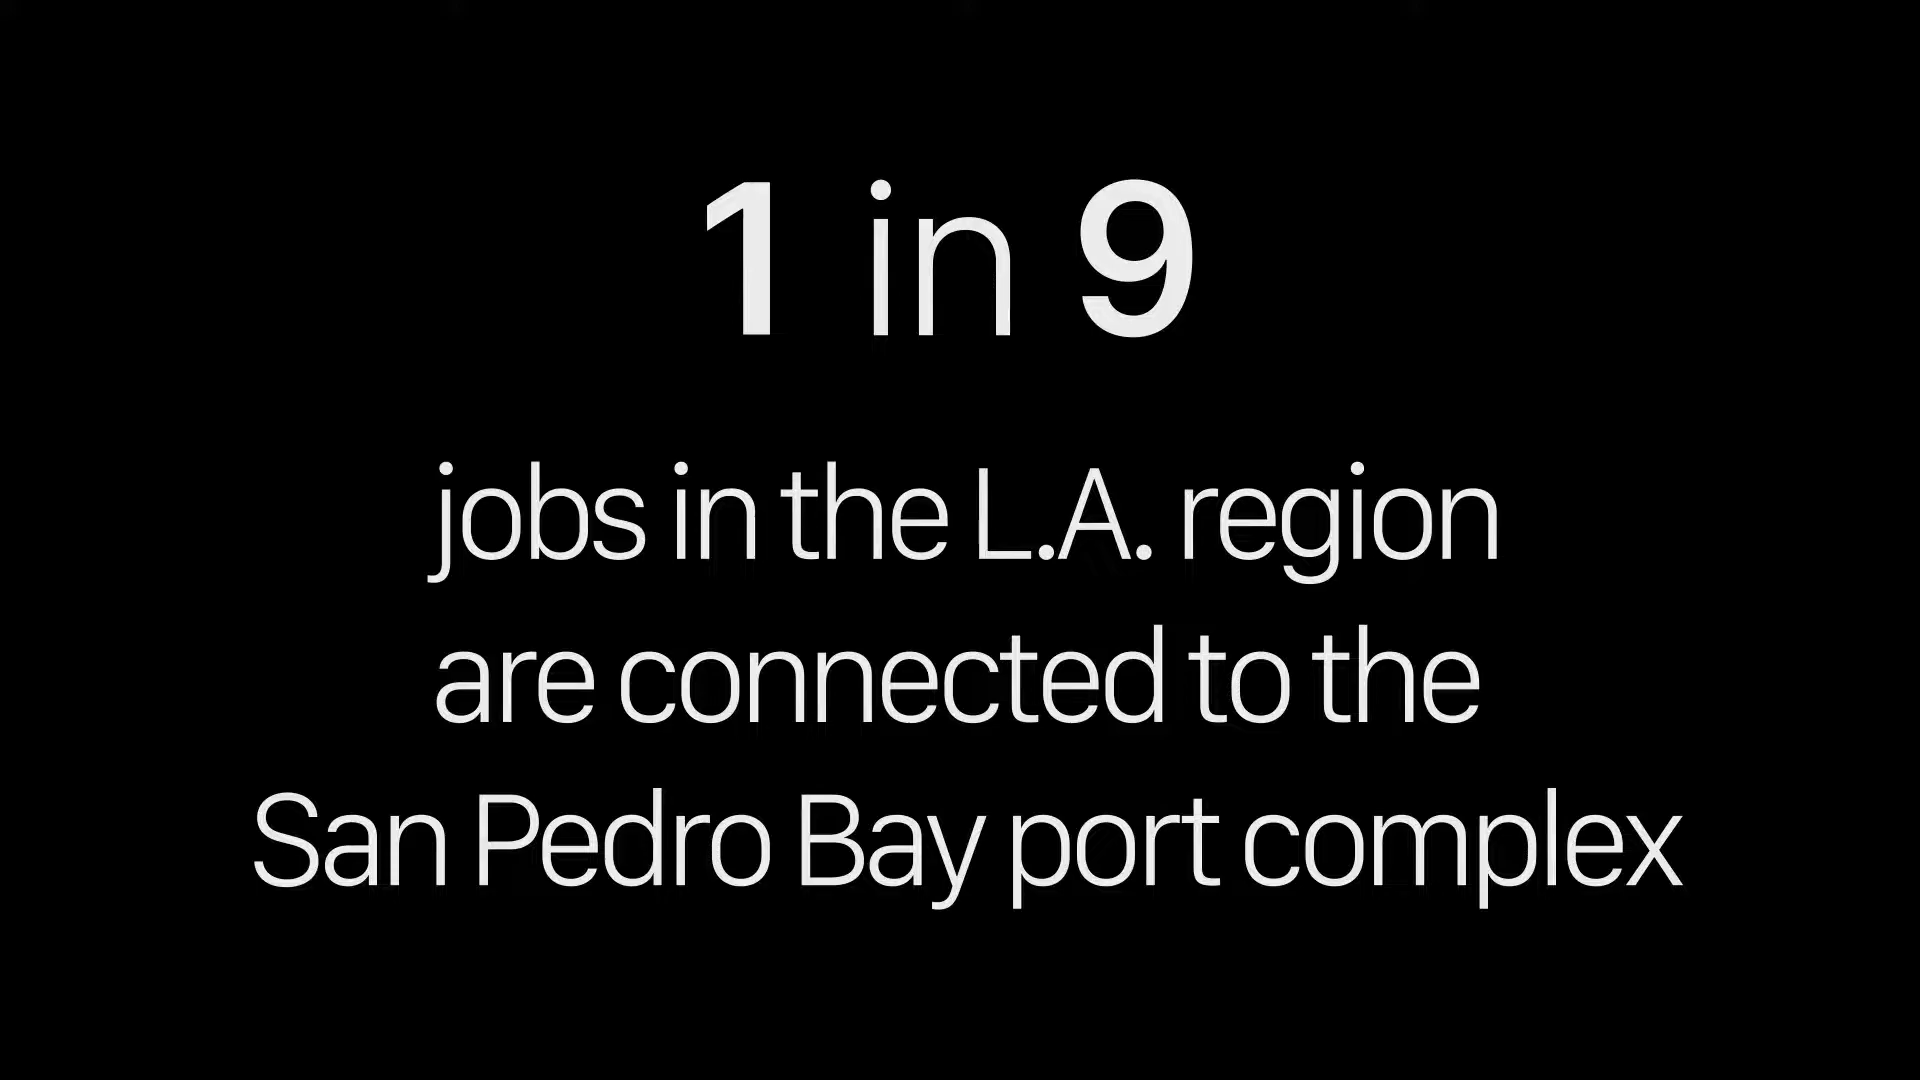 1 in 9
jobs in the L.A. region
are connected to the
San Pedro Bay port complex